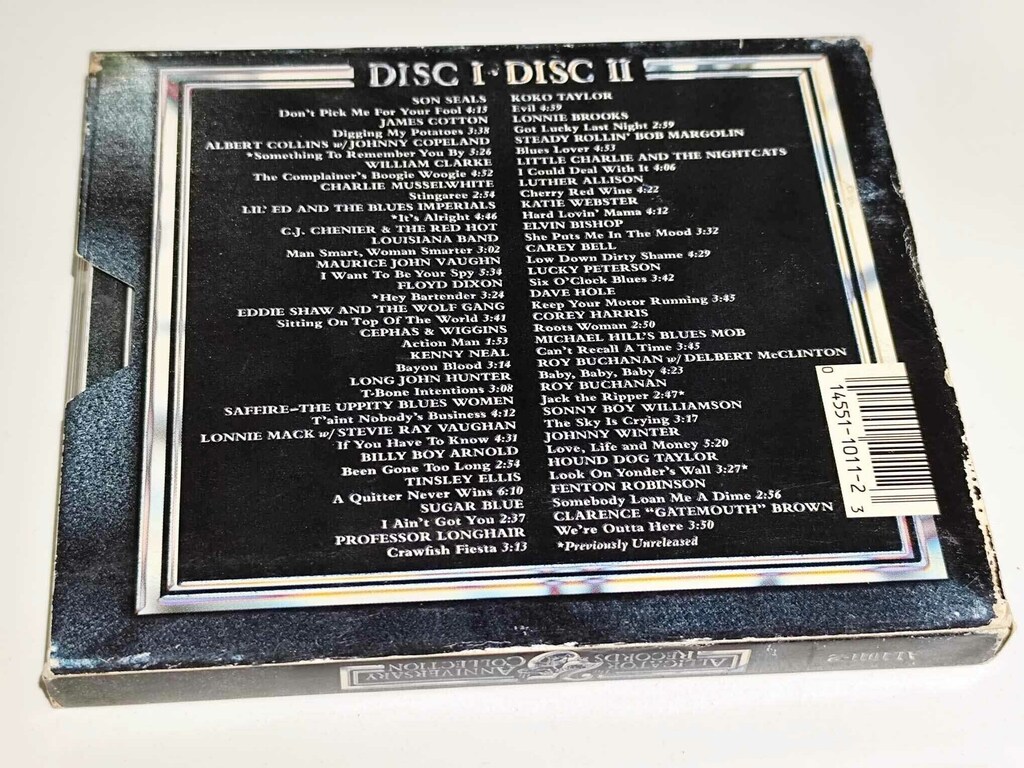 DISC I · DISC II
SON SEALS
Don't Pick Me For Your Fool 4:15
JAMES COTTON
Digging My Potatoes 3:38
ALBERT COLLINS w/JOHNNY COPELAND
*Something To Remember You By 5:26
WILLIAM CLARKE
The Complainer's Boogie Woogie 4:52
CHARLIE MUSSELWHITE
Stingaree 2:54
LIL' ED AND THE BLUES IMPERIALS
*It's Alright 4:46
C.J. CHENIER & THE RED HOT
LOUISIANA BAND
Man Smart, Woman Smarter 3:02
MAURICE JOHN VAUGHN
I Want To Be Your Spy 5:34
FLOYD DIXON
*Hey Bartender 3:24
EDDIE SHAW AND THE WOLF GANG
Sitting On Top Of The World 3:41
CEPHAS & WIGGINS
Action Man 1:53
KENNY NEAL
Bayou Blood 3:14
LONG JOHN HUNTER
T-Bone Intentions 3:08
SAFFIRE–THE UPPITY BLUES WOMEN
T'aint Nobody's Business 4:12
LONNIE MACK w/STEVIE RAY VAUGHAN
If You Have To Know 4:31
BILLY BOY ARNOLD
Been Gone Too Long 2:54
TINSLEY ELLIS
A Quitter Never Wins 6:10
SUGAR BLUE
I Ain't Got You 2:37
PROFESSOR LONGHAIR
Crawfish Fiesta 3:13
KOKO TAYLOR
Evil 4:59
LONNIE BROOKS
Got Lucky Last Night 2:59
STEADY ROLLIN' BOB MARGOLIN
Blues Lover 4:53
LITTLE CHARLIE AND THE NIGHTCATS
I Could Deal With It 4:06
LUTHER ALLISON
Cherry Red Wine 4:22
KATIE WEBSTER
Hard Lovin' Mama 4:12
ELVIN BISHOP
She Puts Me In The Mood 3:32
CAREY BELL
Low Down Dirty Shame 4:29
LUCKY PETERSON
Six O'Clock Blues 3:42
DAVE HOLE
Keep Your Motor Running 3:45
COREY HARRIS
Roots Woman 2:50
MICHAEL HILL'S BLUES MOB
Can't Recall A Time 3:45
ROY BUCHANAN w/DELBERT McCLINTON
Baby, Baby, Baby 4:23
ROY BUCHANAN
Jack the Ripper 2:47*
SONNY BOY WILLIAMSON
The Sky Is Crying 3:17
JOHNNY WINTER
Love, Life and Money 5:20
HOUND DOG TAYLOR
Look On Yonder's Wall 3:27*
FENTON ROBINSON
Somebody Loan Me A Dime 2:56
CLARENCE "GATEMOUTH" BROWN
We're Outta Here 3:50
*Previously Unreleased
0 14551-1011-2 3
ALLIGATOR RECORDS
ANNIVERSARY COLLECTION